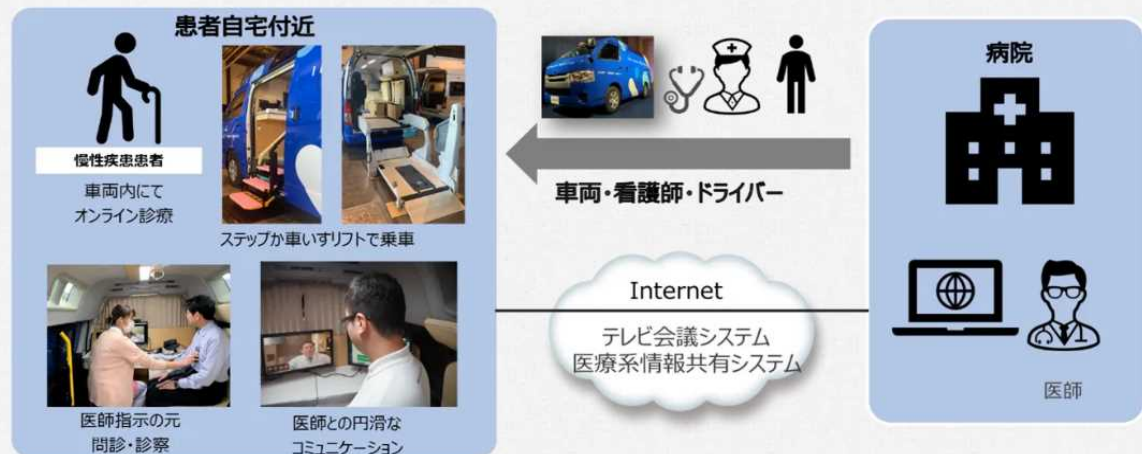 患者自宅付近
慢性疾患患者
車両内にて
オンライン診療
ステップか車いすリフトで乗車
医師指示の元
問診・診察
医師との円滑な
コミュニケーション
車両・看護師・ドライバー
Internet
テレビ会議システム
医療系情報共有システム
病院
医師